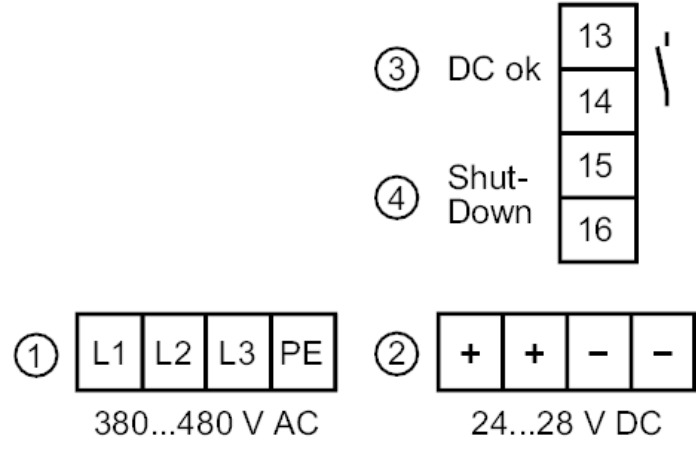 13
③ DC ok
14
15
④ Shut-
Down
16
① L1 L2 L3 PE
② + + − −
380...480 V AC
24...28 V DC